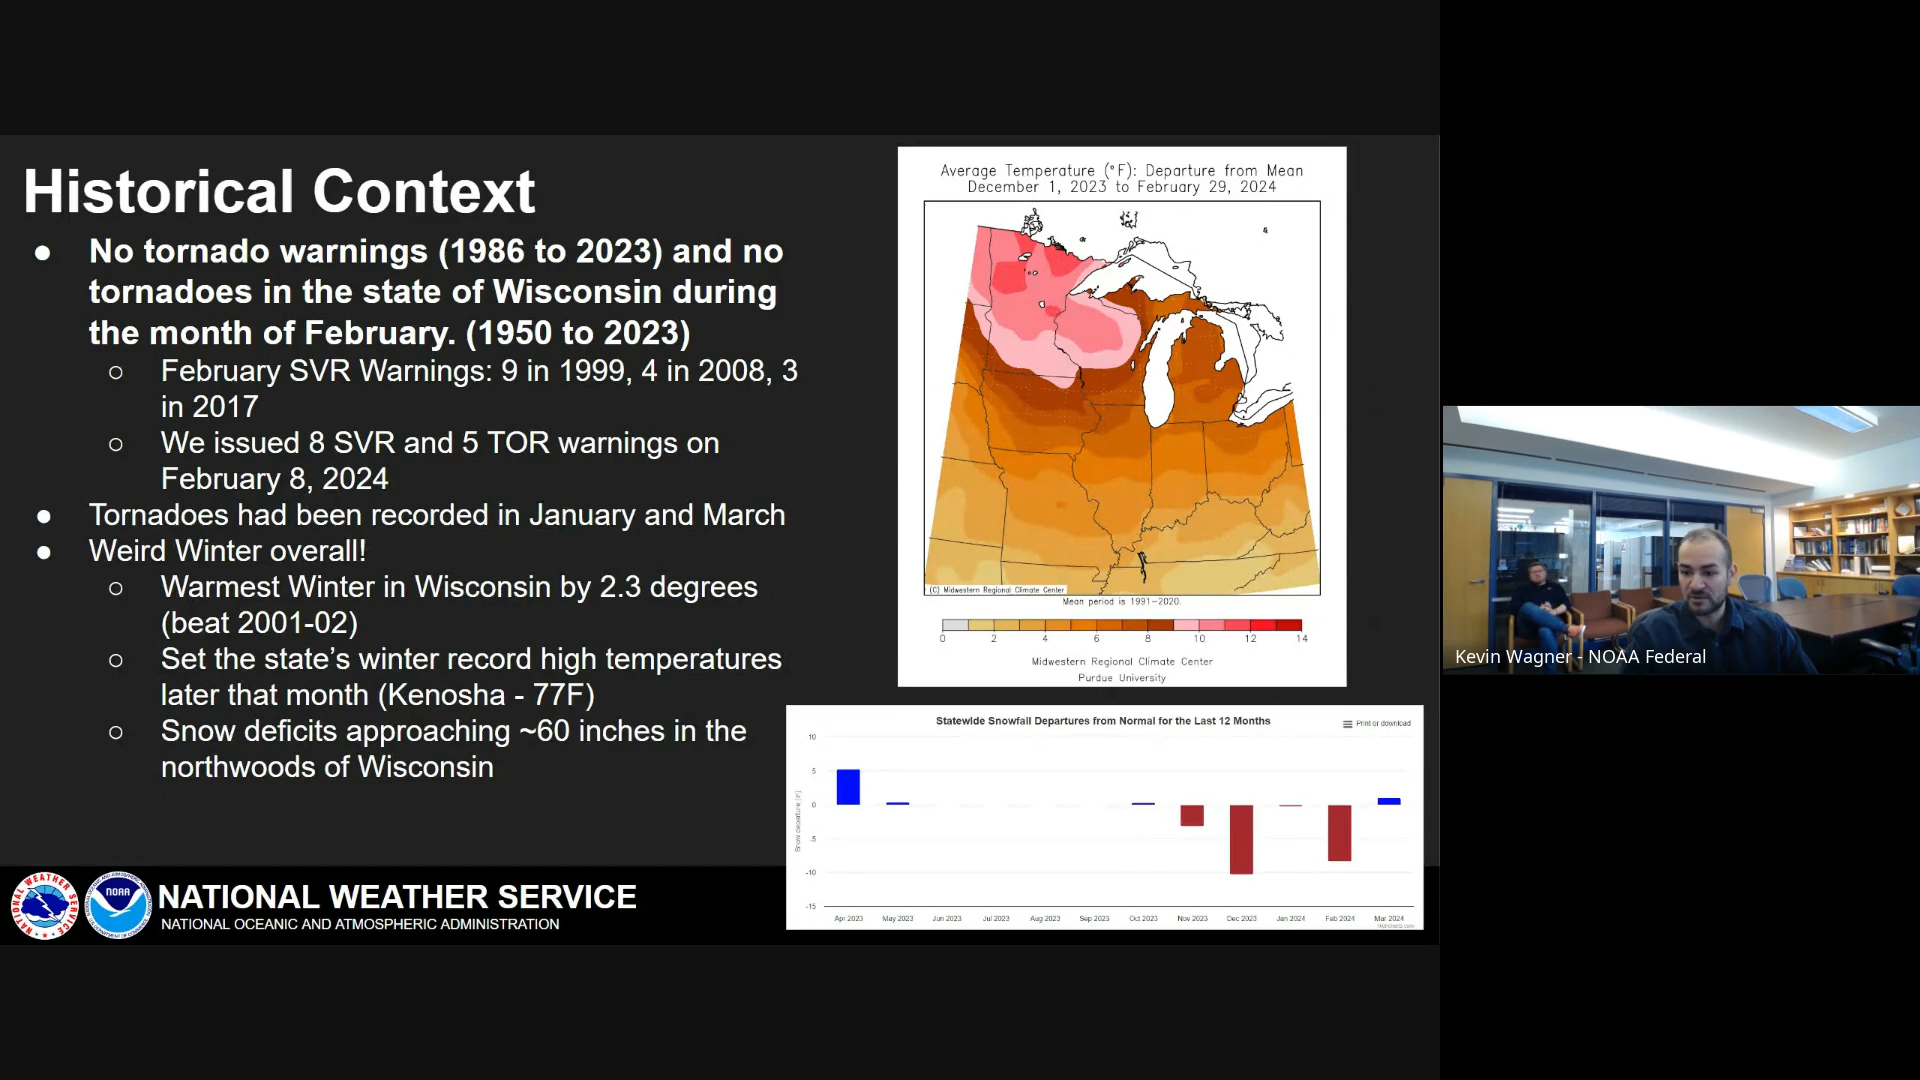 Historical Context
● No tornado warnings (1986 to 2023) and no
tornadoes in the state of Wisconsin during
the month of February. (1950 to 2023)
○ February SVR Warnings: 9 in 1999, 4 in 2008, 3
in 2017
○ We issued 8 SVR and 5 TOR warnings on
February 8, 2024
● Tornadoes had been recorded in January and March
● Weird Winter overall!
○ Warmest Winter in Wisconsin by 2.3 degrees
(beat 2001-02)
○ Set the state’s winter record high temperatures
later that month (Kenosha - 77F)
○ Snow deficits approaching ~60 inches in the
northwoods of Wisconsin
Average Temperature (°F): Departure from Mean
December 1, 2023 to February 29, 2024
(C) Midwestern Regional Climate Center
Mean period is 1991-2020.
0 2 4 6 8 10 12 14
Midwestern Regional Climate Center
Purdue University
Statewide Snowfall Departures from Normal for the Last 12 Months
Print or download
Snow departure [in]
10
5
0
-5
-10
-15
Apr 2023 May 2023 Jun 2023 Jul 2023 Aug 2023 Sep 2023 Oct 2023 Nov 2023 Dec 2023 Jan 2024 Feb 2024 Mar 2024
Highcharts.com
NATIONAL WEATHER SERVICE
NOAA
NATIONAL WEATHER SERVICE
NATIONAL OCEANIC AND ATMOSPHERIC ADMINISTRATION
Kevin Wagner - NOAA Federal